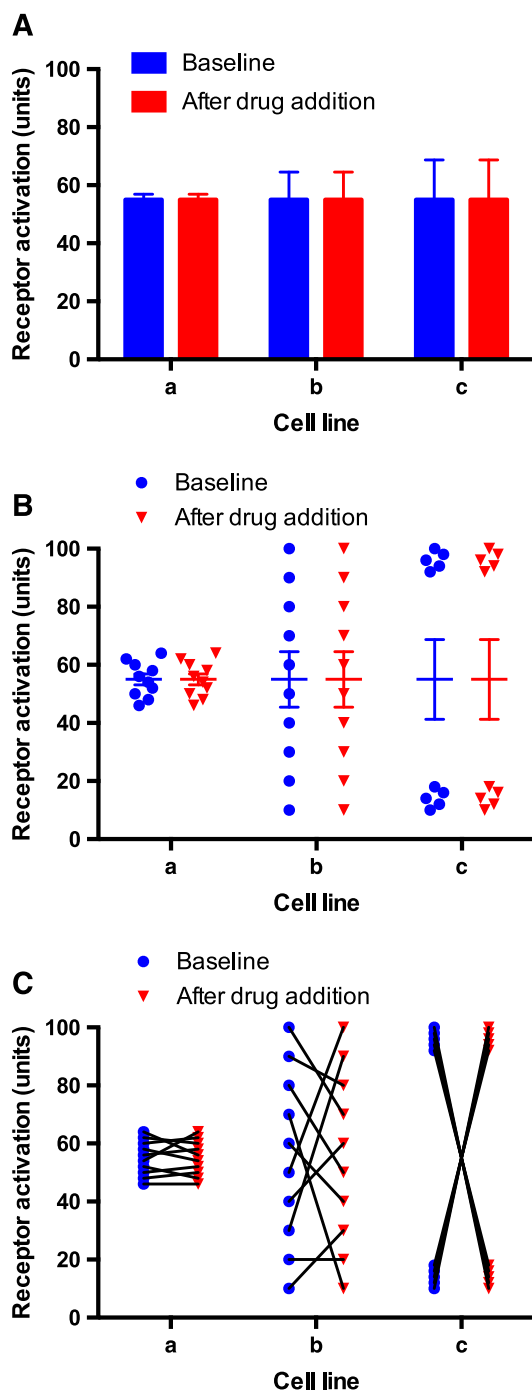 A
Baseline
After drug addition
Receptor activation (units)
100
80
60
40
20
0
a b c
Cell line
B
Baseline
After drug addition
Receptor activation (units)
100
80
60
40
20
0
a b c
Cell line
C
Baseline
After drug addition
Receptor activation (units)
100
80
60
40
20
0
a b c
Cell line